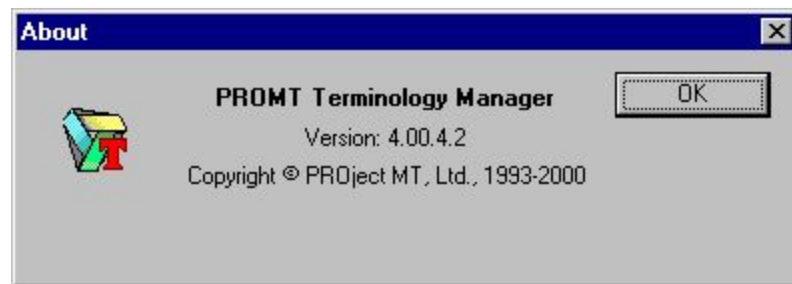 About
PROMT Terminology Manager
OK
Version: 4.00.4.2
Copyright © PROject MT, Ltd., 1993-2000
T